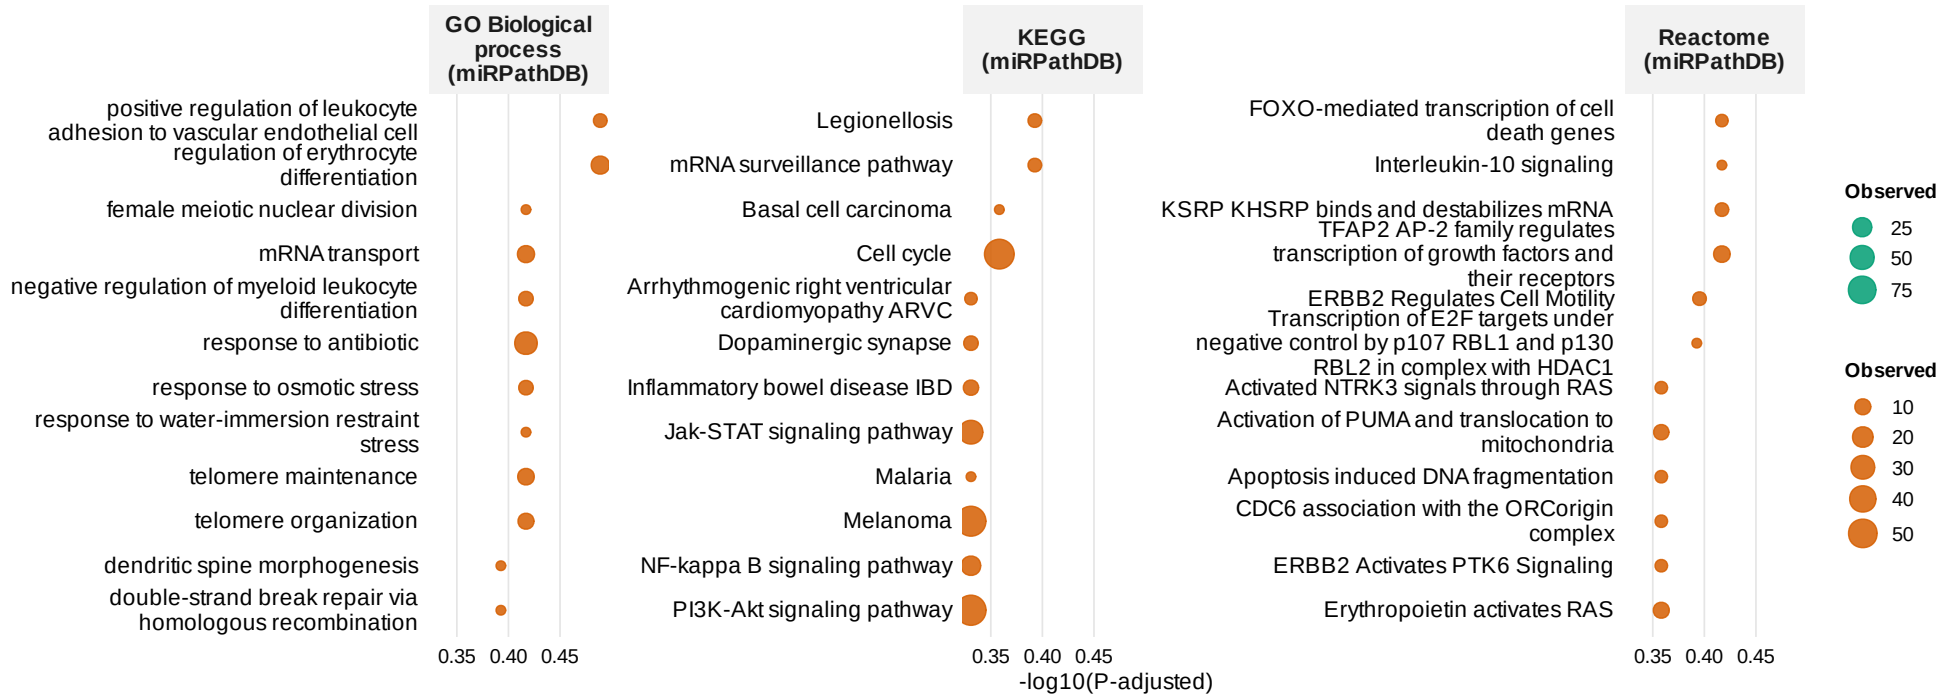 GO Biological
process
(miRPathDB)
positive regulation of leukocyte
adhesion to vascular endothelial cell
regulation of erythrocyte
differentiation
female meiotic nuclear division
mRNA transport
negative regulation of myeloid leukocyte
differentiation
response to antibiotic
response to osmotic stress
response to water-immersion restraint
stress
telomere maintenance
telomere organization
dendritic spine morphogenesis
double-strand break repair via
homologous recombination
0.35 0.40 0.45
KEGG
(miRPathDB)
Legionellosis
mRNA surveillance pathway
Basal cell carcinoma
Cell cycle
Arrhythmogenic right ventricular
cardiomyopathy ARVC
Dopaminergic synapse
Inflammatory bowel disease IBD
Jak-STAT signaling pathway
Malaria
Melanoma
NF-kappa B signaling pathway
PI3K-Akt signaling pathway
0.35 0.40 0.45
-log10(P-adjusted)
Reactome
(miRPathDB)
FOXO-mediated transcription of cell
death genes
Interleukin-10 signaling
KSRP KHSRP binds and destabilizes mRNA
TFAP2 AP-2 family regulates
transcription of growth factors and
their receptors
ERBB2 Regulates Cell Motility
Transcription of E2F targets under
negative control by p107 RBL1 and p130
RBL2 in complex with HDAC1
Activated NTRK3 signals through RAS
Activation of PUMA and translocation to
mitochondria
Apoptosis induced DNA fragmentation
CDC6 association with the ORCorigin
complex
ERBB2 Activates PTK6 Signaling
Erythropoietin activates RAS
0.35 0.40 0.45
Observed
25
50
75
Observed
10
20
30
40
50